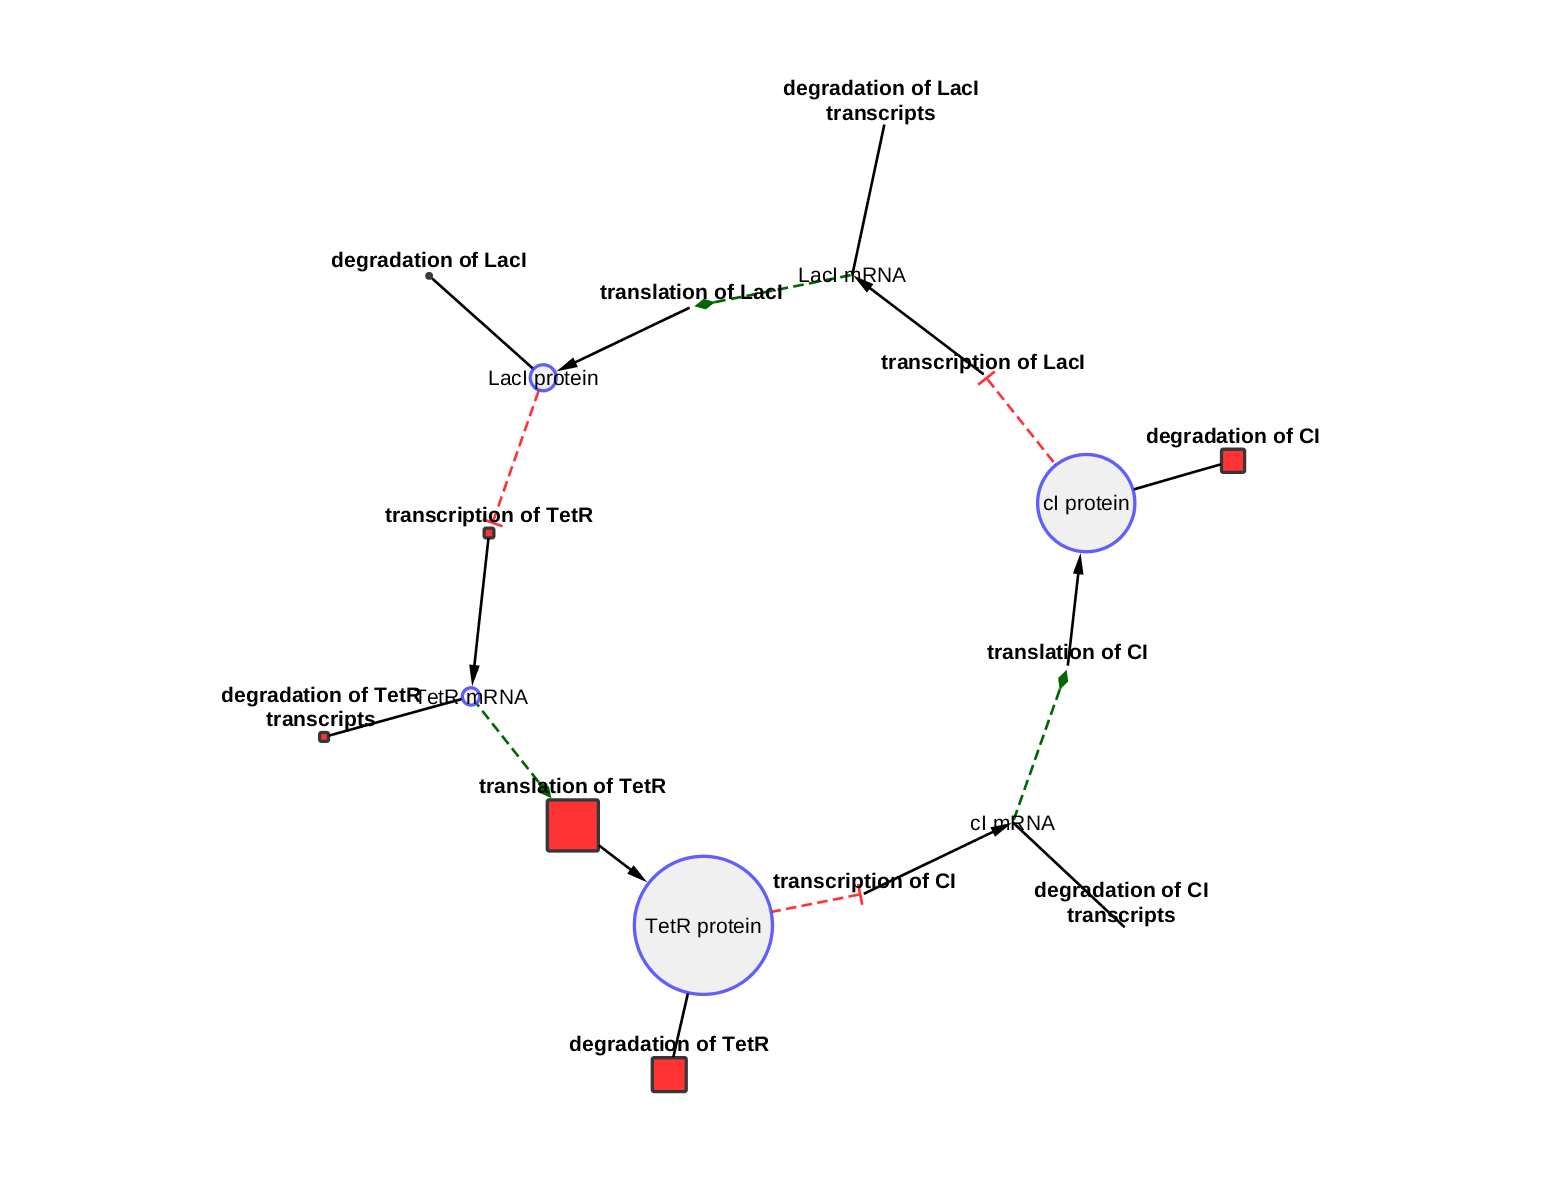 degradation of LacI
transcripts
degradation of LacI
LacI mRNA
translation of LacI
transcription of LacI
LacI protein
degradation of CI
cI protein
transcription of TetR
translation of CI
degradation of TetR
transcripts
TetR mRNA
translation of TetR
cI mRNA
transcription of CI
degradation of CI
transcripts
TetR protein
degradation of TetR